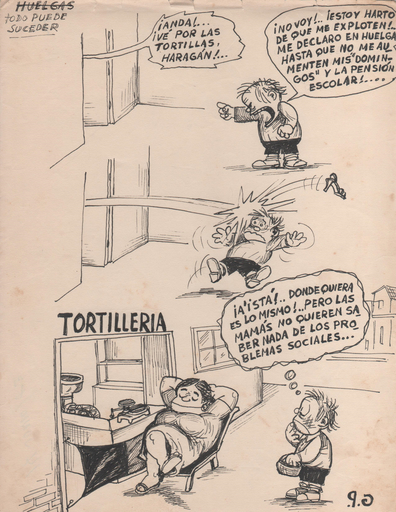 HUELGAS
TODO PUEDE
SUCEDER
¡ANDA!...
¡VÉ POR LAS
TORTILLAS,
HARAGÁN!...
¡NO VOY!.. ¡ESTOY HARTO
DE QUE ME EXPLOTEN!..
ME DECLARO EN HUELGA
HASTA QUE NO ME AU-
MENTEN MIS "DOMIN-
GOS" Y LA PENSIÓN
ESCOLAR!....
TORTILLERIA
¡A'ISTÁ!.. DONDEQUIERA
ES LO MISMO!...PERO LAS
MAMÁS NO QUIEREN SA
BER NADA DE LOS PRO
BLEMAS SOCIALES...
G.P.